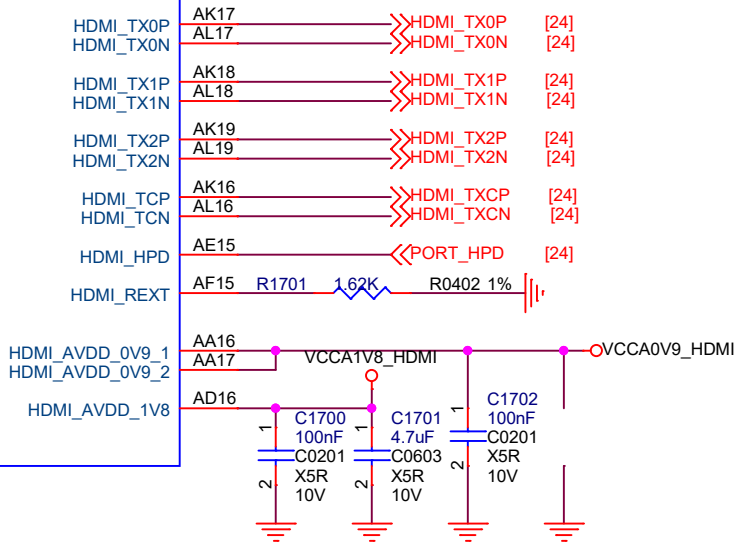 HDMI_TX0P AK17 HDMI_TX0P [24]
HDMI_TX0N AL17 HDMI_TX0N [24]
HDMI_TX1P AK18 HDMI_TX1P [24]
HDMI_TX1N AL18 HDMI_TX1N [24]
HDMI_TX2P AK19 HDMI_TX2P [24]
HDMI_TX2N AL19 HDMI_TX2N [24]
HDMI_TCP AK16 HDMI_TXCP [24]
HDMI_TCN AL16 HDMI_TXCN [24]
HDMI_HPD AE15 PORT_HPD [24]
HDMI_REXT AF15 R1701 1.62K R0402 1%
HDMI_AVDD_0V9_1 AA16 VCCA0V9_HDMI
HDMI_AVDD_0V9_2 AA17 VCCA1V8_HDMI
HDMI_AVDD_1V8 AD16
1 C1700
100nF
C0201
2 X5R
10V
1 C1701
4.7uF
C0603
2 X5R
10V
1 C1702
100nF
C0201
2 X5R
10V